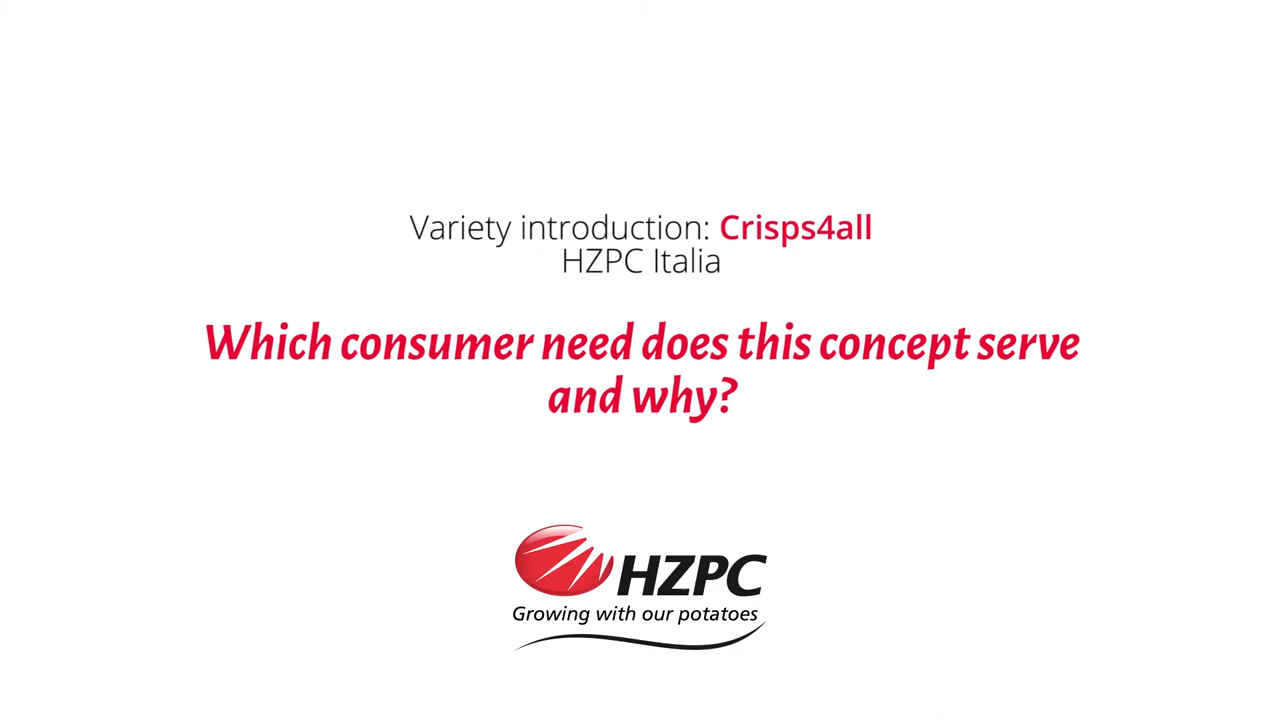 Variety introduction: Crisps4all
HZPC Italia
Which consumer need does this concept serve
and why?
HZPC
Growing with our potatoes